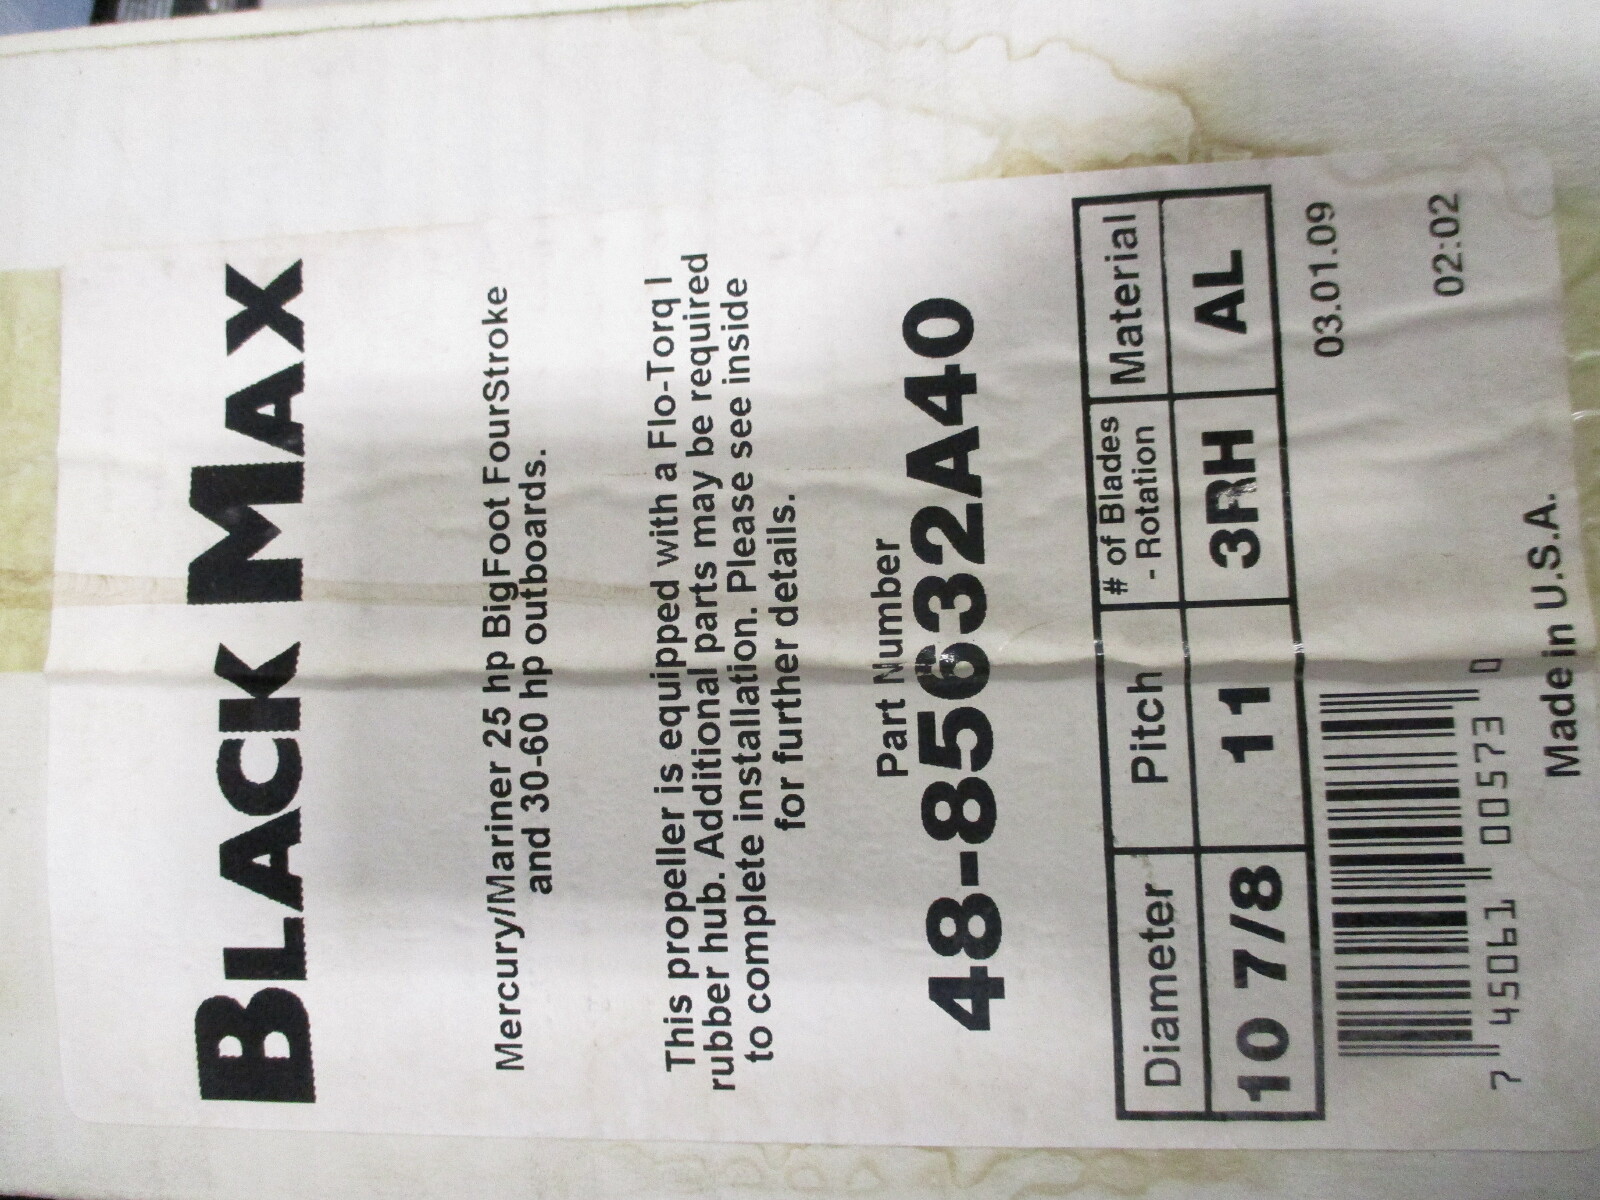 BLACK MAX
Mercury/Mariner 25 hp BigFoot FourStroke
and 30-60 hp outboards.
This propeller is equipped with a Flo-Torq I
rubber hub. Additional parts may be required
to complete installation. Please see inside
for further details.
Part Number
48-85632A40
Diameter Pitch # of Blades - Rotation Material
10 7/8 11 3RH AL
03.01.09
02:02
7 45061 00573 0
Made in U.S.A.